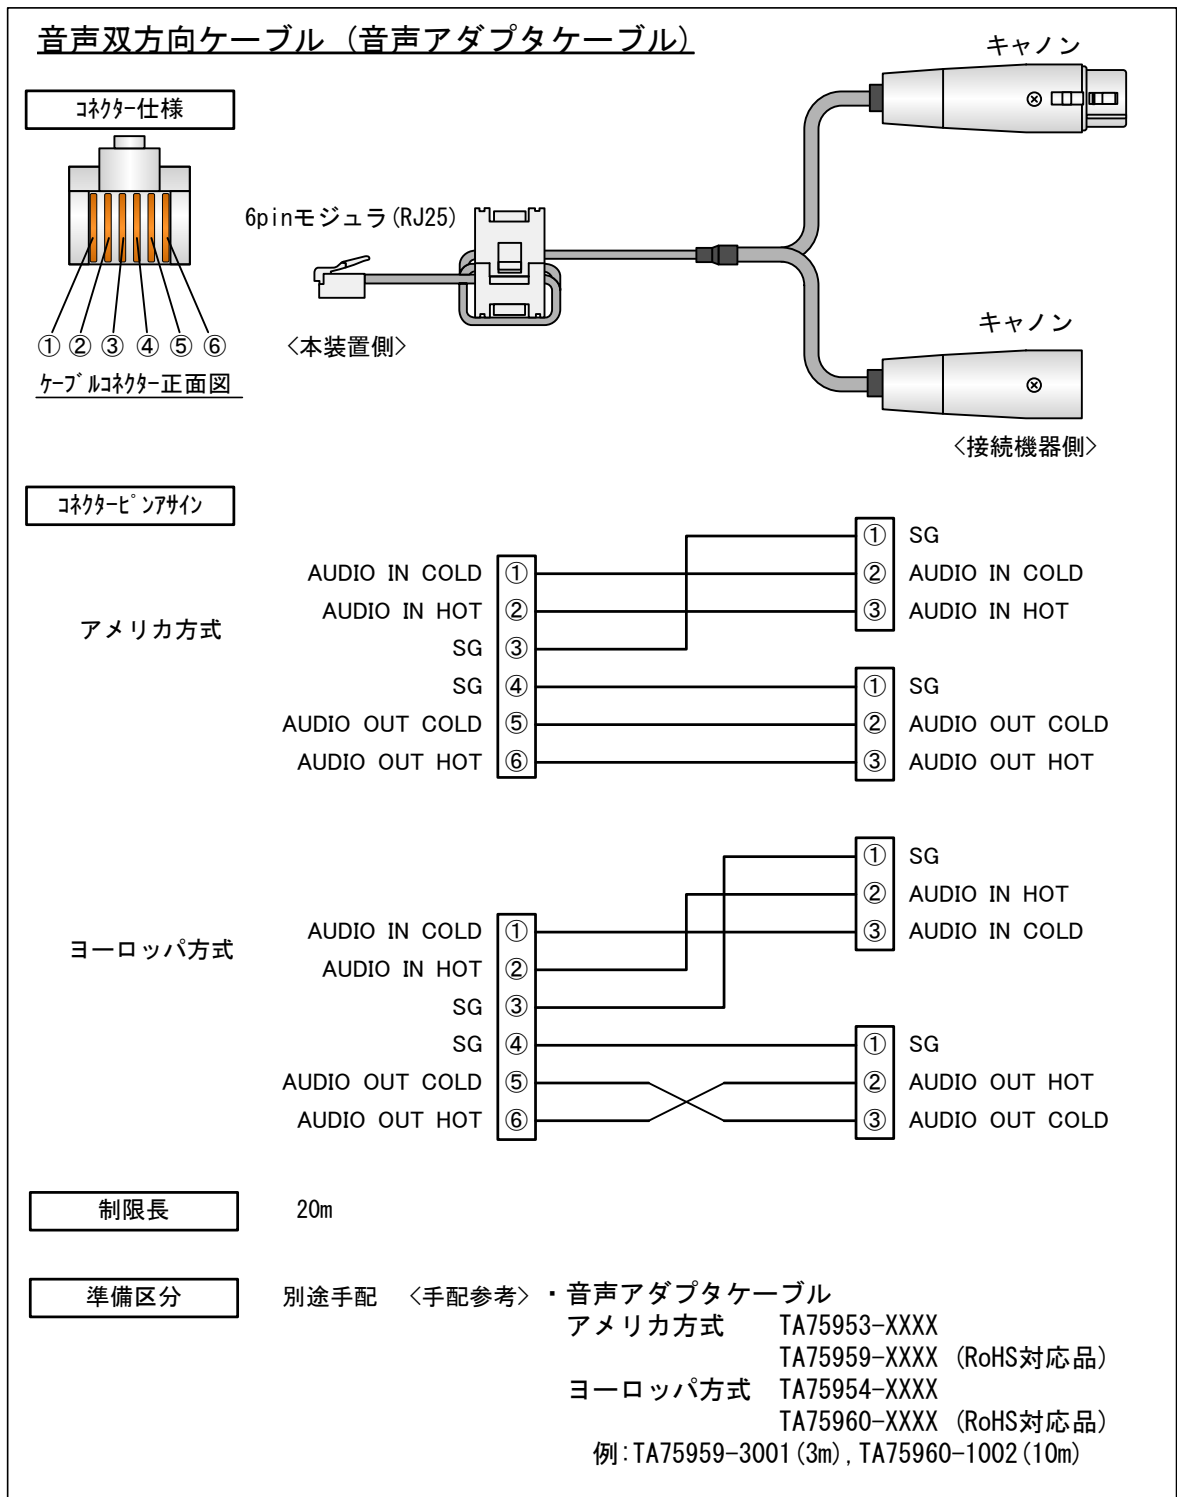 音声双方向ケーブル (音声アダプタケーブル)
キャノン
ｺﾈｸﾀｰ仕様
6pinモジュラ(RJ25)
① ② ③ ④ ⑤ ⑥
<本装置側>
キャノン
ｹｰﾌﾞﾙｺﾈｸﾀｰ正面図
<接続機器側>
ｺﾈｸﾀｰﾋﾟﾝｱｻｲﾝ
アメリカ方式
AUDIO IN COLD ①
AUDIO IN HOT ②
SG ③
SG ④
AUDIO OUT COLD ⑤
AUDIO OUT HOT ⑥
① SG
② AUDIO IN COLD
③ AUDIO IN HOT
① SG
② AUDIO OUT COLD
③ AUDIO OUT HOT
ヨーロッパ方式
AUDIO IN COLD ①
AUDIO IN HOT ②
SG ③
SG ④
AUDIO OUT COLD ⑤
AUDIO OUT HOT ⑥
① SG
② AUDIO IN HOT
③ AUDIO IN COLD
① SG
② AUDIO OUT HOT
③ AUDIO OUT COLD
制限長 20m
準備区分 別途手配 <手配参考> ・音声アダプタケーブル
アメリカ方式 TA75953-XXXX
TA75959-XXXX (RoHS対応品)
ヨーロッパ方式 TA75954-XXXX
TA75960-XXXX (RoHS対応品)
例:TA75959-3001(3m),TA75960-1002(10m)